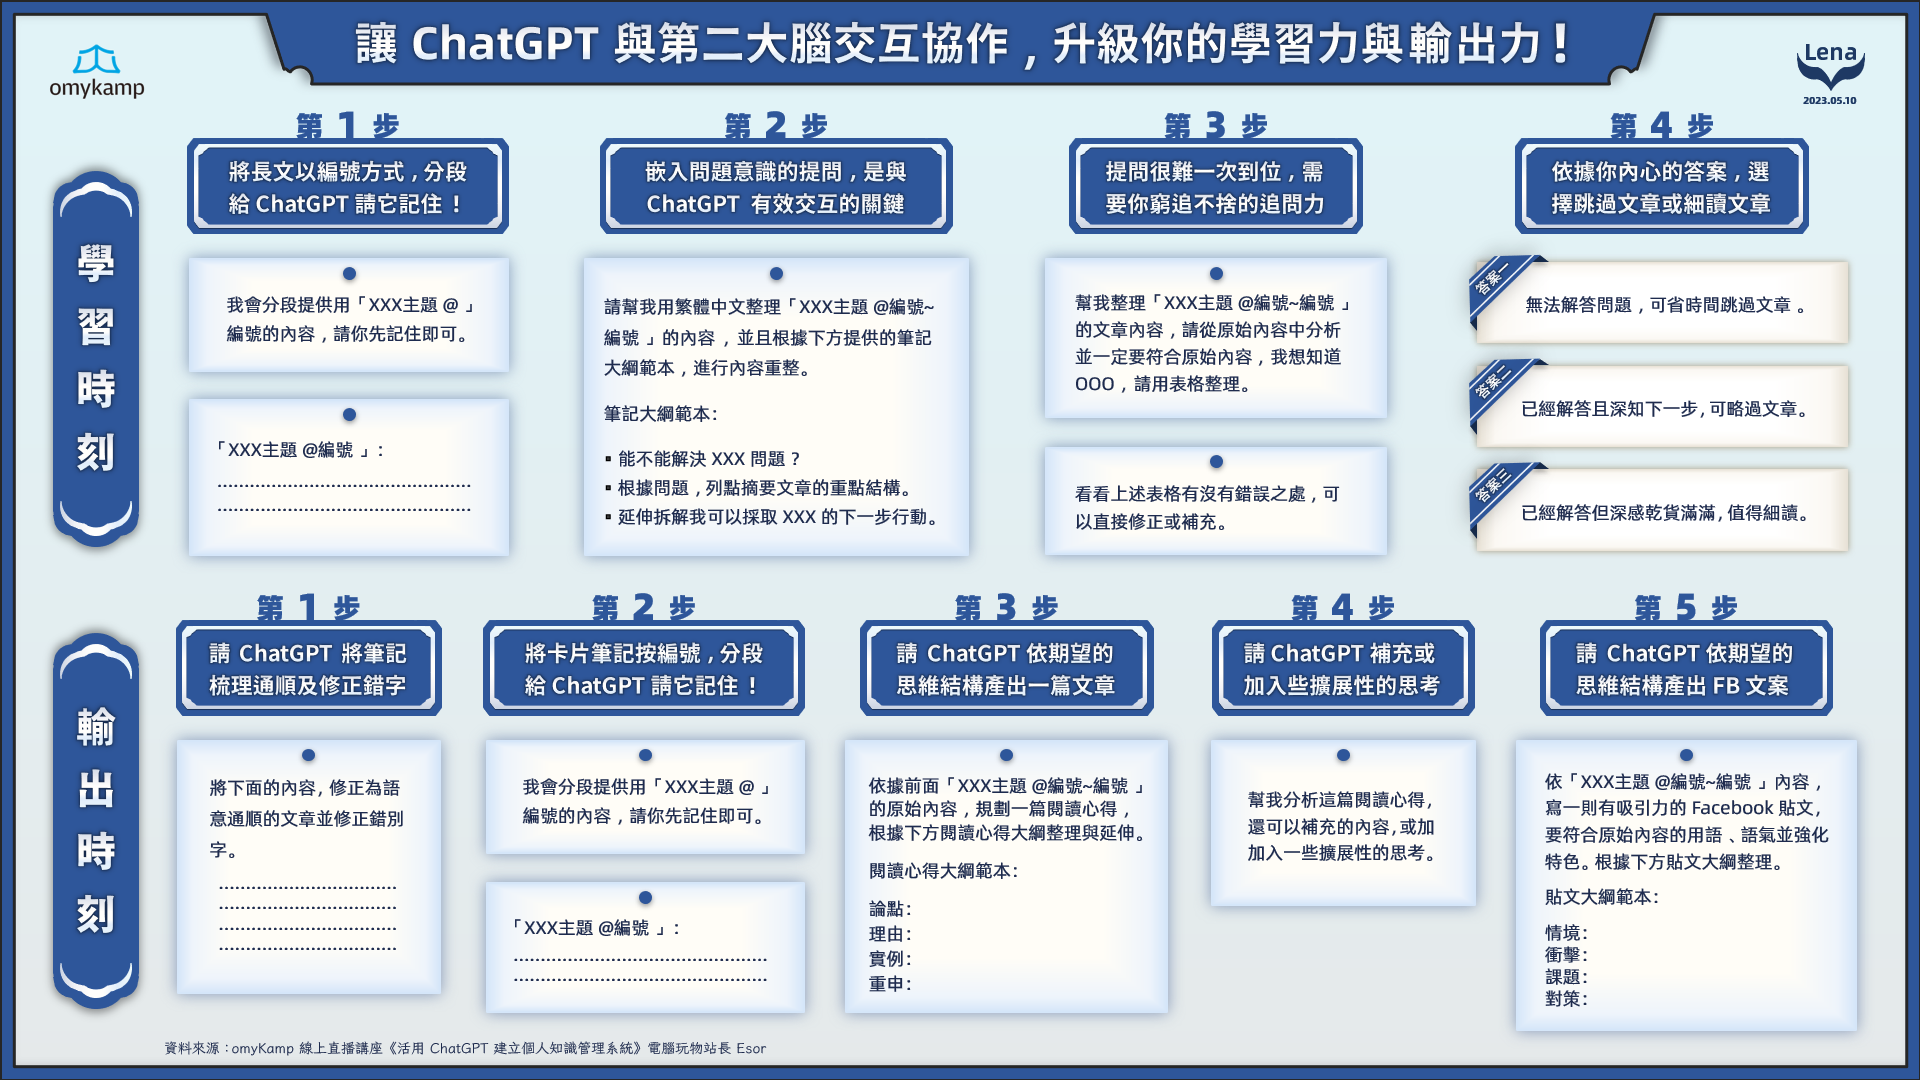 讓 ChatGPT 與第二大腦交互協作，升級你的學習力與輸出力！
omykamp
Lena
2023.05.10
學習時刻
第 1 步
將長文以編號方式，分段
給 ChatGPT 請它記住！
我會分段提供用「XXX主題 @ 」
編號的內容，請你先記住即可。
「XXX主題 @編號 」：
第 2 步
嵌入問題意識的提問，是與
ChatGPT 有效交互的關鍵
請幫我用繁體中文整理「XXX主題 @編號~
編號 」的內容，並且根據下方提供的筆記
大綱範本，進行內容重整。
筆記大綱範本：
▪ 能不能解決 XXX 問題？
▪ 根據問題，列點摘要文章的重點結構。
▪ 延伸拆解我可以採取 XXX 的下一步行動。
第 3 步
提問很難一次到位，需
要你窮追不捨的追問力
幫我整理「XXX主題 @編號~編號 」
的文章內容，請從原始內容中分析
並一定要符合原始內容，我想知道
OOO，請用表格整理。
看看上述表格有沒有錯誤之處，可
以直接修正或補充。
第 4 步
依據你內心的答案，選
擇跳過文章或細讀文章
答案一
無法解答問題，可省時間跳過文章。
答案二
已經解答且深知下一步，可略過文章。
答案三
已經解答但深感乾貨滿滿，值得細讀。
輸出時刻
第 1 步
請 ChatGPT 將筆記
梳理通順及修正錯字
將下面的內容，修正為語
意通順的文章並修正錯別
字。
第 2 步
將卡片筆記按編號，分段
給 ChatGPT 請它記住！
我會分段提供用「XXX主題 @ 」
編號的內容，請你先記住即可。
「XXX主題 @編號 」：
第 3 步
請 ChatGPT 依期望的
思維結構產出一篇文章
依據前面「XXX主題 @編號~編號 」
的原始內容，規劃一篇閱讀心得，
根據下方閱讀心得大綱整理與延伸。
閱讀心得大綱範本：
論點：
理由：
實例：
重申：
第 4 步
請 ChatGPT 補充或
加入些擴展性的思考
幫我分析這篇閱讀心得，
還可以補充的內容，或加
加入一些擴展性的思考。
第 5 步
請 ChatGPT 依期望的
思維結構產出 FB 文案
依「XXX主題 @編號~編號 」內容，
寫一則有吸引力的 Facebook 貼文，
要符合原始內容的用語、語氣並強化
特色。根據下方貼文大綱整理。
貼文大綱範本：
情境：
衝擊：
課題：
對策：
資料來源：omyKamp 線上直播講座《活用 ChatGPT 建立個人知識管理系統》電腦玩物站長 Esor